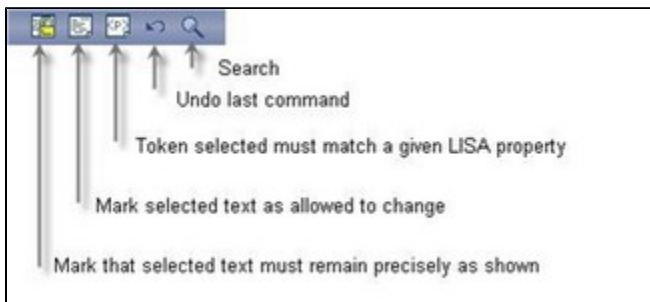 <P>
Search
Undo last command
Token selected must match a given LISA property
Mark selected text as allowed to change
Mark that selected text must remain precisely as shown